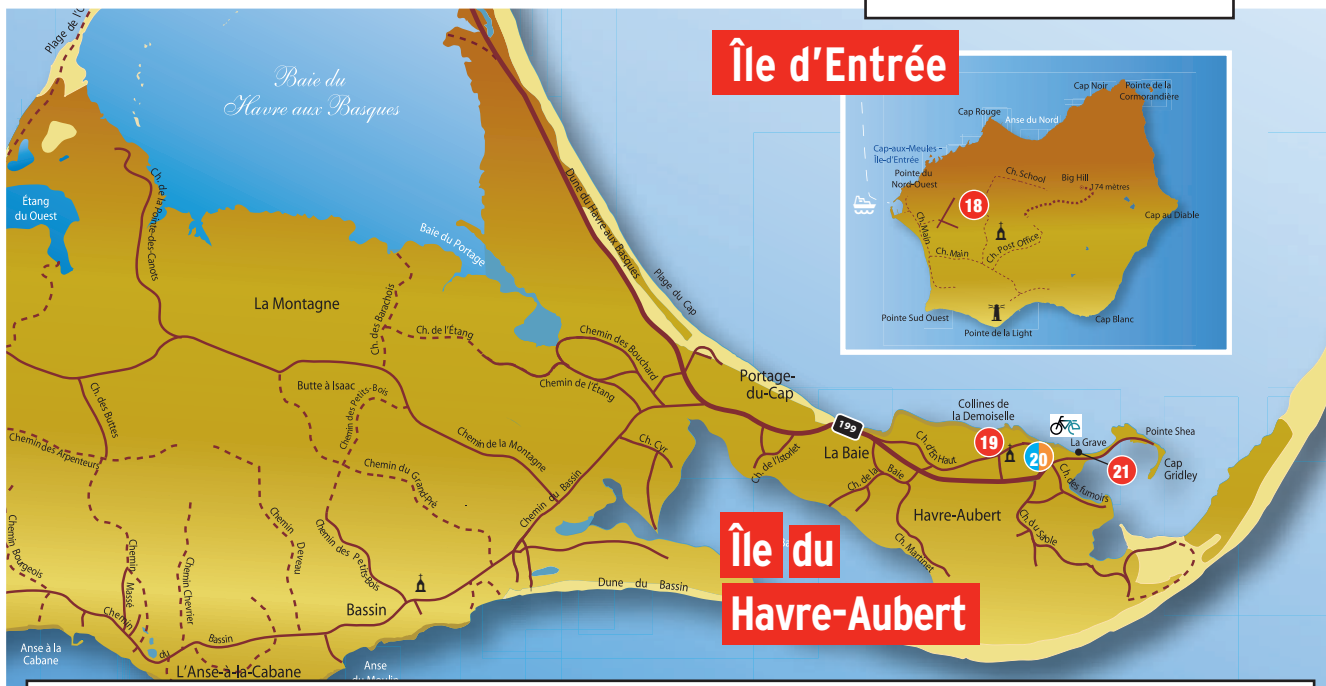 Plage de l'O
Baie du
Havre aux Basques
Île d'Entrée
Cap Noir
Pointe de la
Cormorandière
Cap Rouge
Anse du Nord
Cap-aux-Meules -
Île-d'Entrée
Pointe du
Nord-Ouest
Ch. School
Big Hill
174 mètres
18
Cap au Diable
Ch. Main
Ch. Main
Ch. Post Office
Pointe Sud Ouest
Pointe de la Light
Cap Blanc
Étang
du Ouest
Ch. de la Pointe-des-Canots
Baie du Portage
Dune du Havre aux Basques
Plage du Cap
La Montagne
Ch. des Barachois
Ch. de l'Étang
Chemin des Bouchard
Chemin de l'Étang
Butte à Isaac
Chemin des Petits-Bois
Portage-
du-Cap
Ch. des Buttes
Chemin des Arpenteurs
Chemin de la Montagne
Chemin du Grand-Pré
Ch. Cyr
Chemin du Bassin
Ch. de l'Istorlet
199
La Baie
Ch. de la Baie
Ch. d'En Haut
Collines de
la Demoiselle
19
20
La Grave
21
Pointe Shea
Cap
Gridley
Ch. des fumoirs
Havre-Aubert
Ch. du Sable
Ch. Martinet
Île du
Havre-Aubert
Chemin Bourgeois
Chemin Massé
Chemin Chevrier
Chemin Deveau
Chemin des Petits-Bois
Bassin
Dune du Bassin
Chemin du Bassin
Anse à la
Cabane
L'Anse-à-la-Cabane
Anse
du Moulin